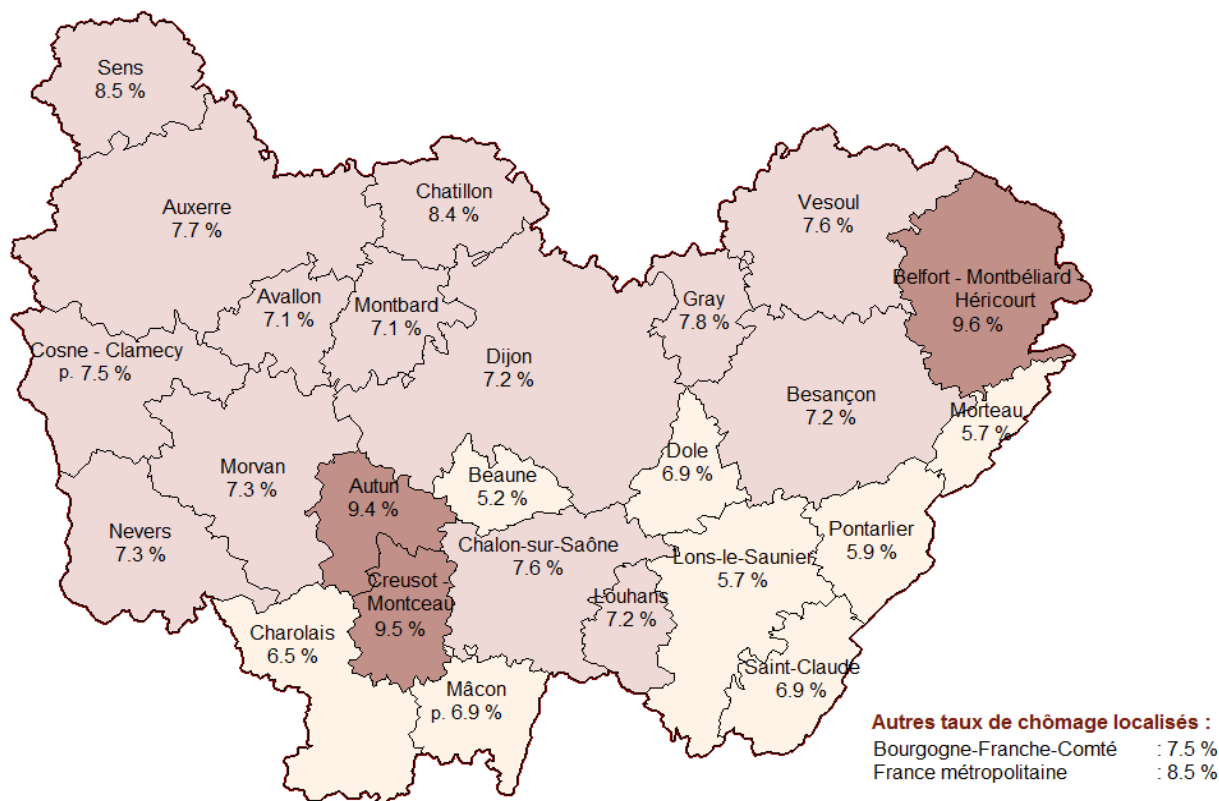 Sens
8.5 %
Auxerre
7.7 %
Chatillon
8.4 %
Vesoul
7.6 %
Belfort - Montbéliard -
Héricourt
9.6 %
Avallon
7.1 %
Montbard
7.1 %
Gray
7.8 %
Cosne - Clamecy
p. 7.5 %
Dijon
7.2 %
Besançon
7.2 %
Morteau
5.7 %
Morvan
7.3 %
Autun
9.4 %
Beaune
5.2 %
Dole
6.9 %
Nevers
7.3 %
Pontarlier
5.9 %
Chalon-sur-Saône
7.6 %
Lons-le-Saunier
5.7 %
Creusot -
Montceau
9.5 %
Louhans
7.2 %
Charolais
6.5 %
Saint-Claude
6.9 %
Mâcon
p. 6.9 %
Autres taux de chômage localisés :
Bourgogne-Franche-Comté : 7.5 %
France métropolitaine : 8.5 %